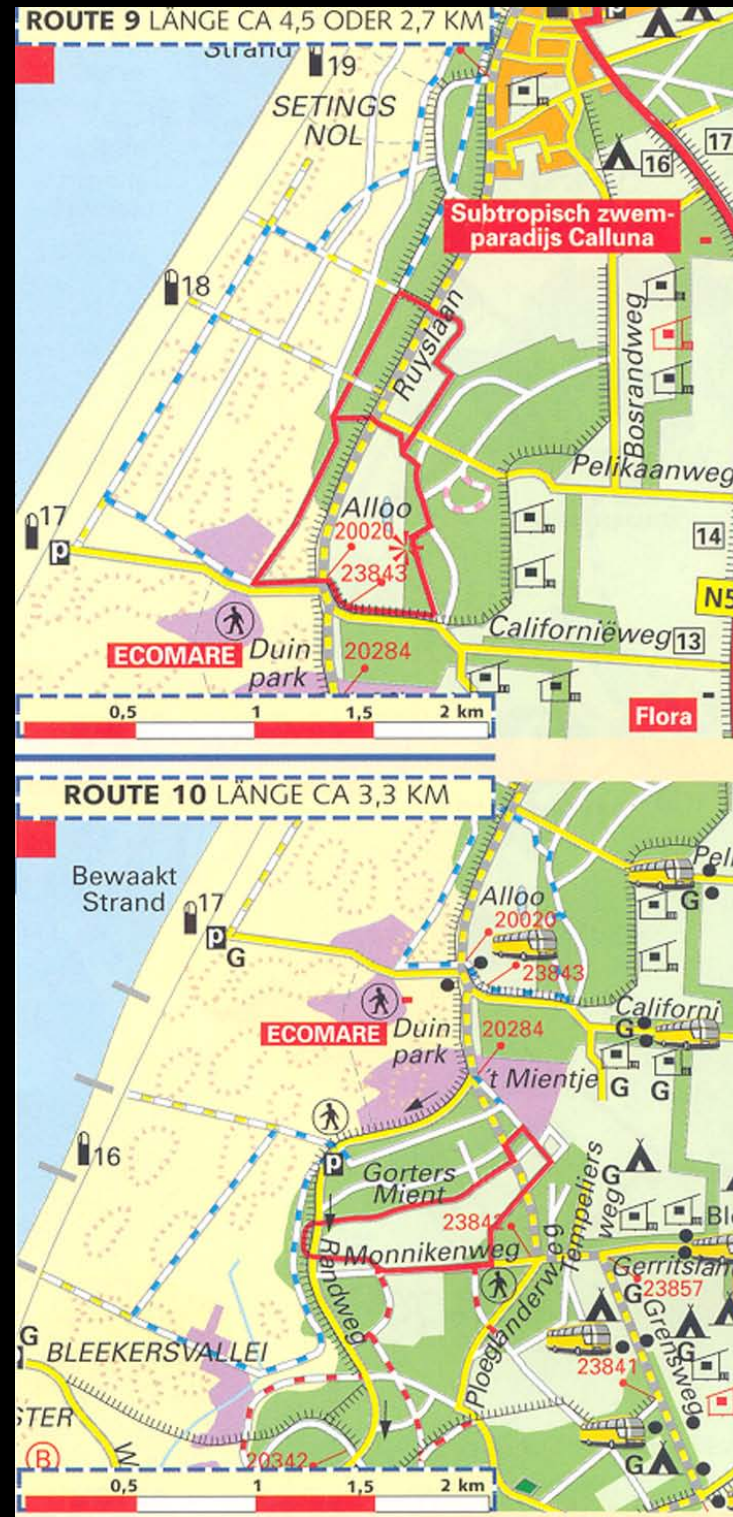 ROUTE 9 LÄNGE CA 4,5 ODER 2,7 KM
Strand
19
SETINGS
NOL
P
16
17
Subtropisch zwem-
paradijs Calluna
18
Ruyslaan
Bosrandweg
Pelikaanweg
17
P
Alloo
20020
23843
14
N5
Californiëweg
13
ECOMARE
Duin
park
20284
Flora
0,5
1
1,5
2 km
ROUTE 10 LÄNGE CA 3,3 KM
Bewaakt
Strand
17
P
G
Alloo
20020
23843
Peli
G
Californi
G
G
G
ECOMARE
Duin
park
20284
't Mientje
16
P
Gorters
Mient
23842
Monnikenweg
Randweg
Tempeliers
weg
G
Ble
Gerritsland
G
23857
Grensweg
G
Ploeglanderweg
23841
G
G
BLEEKERSVALLEI
STER
B
W
20342
0,5
1
1,5
2 km